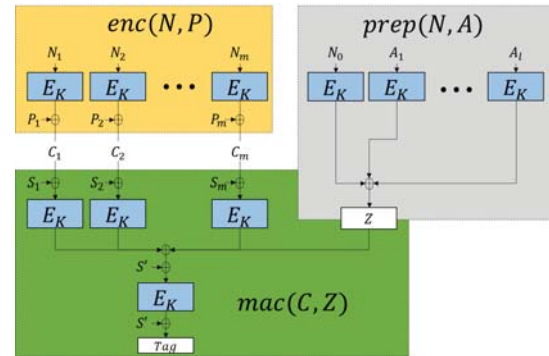 enc(N, P)
prep(N, A)
N₁ N₂ Nₘ
N₀ A₁ Aₗ
E_K E_K ••• E_K
E_K E_K ••• E_K
P₁ P₂ Pₘ
C₁ C₂ Cₘ
S₁ S₂ Sₘ
E_K E_K E_K
Z
S′
E_K
mac(C, Z)
S′
Tag